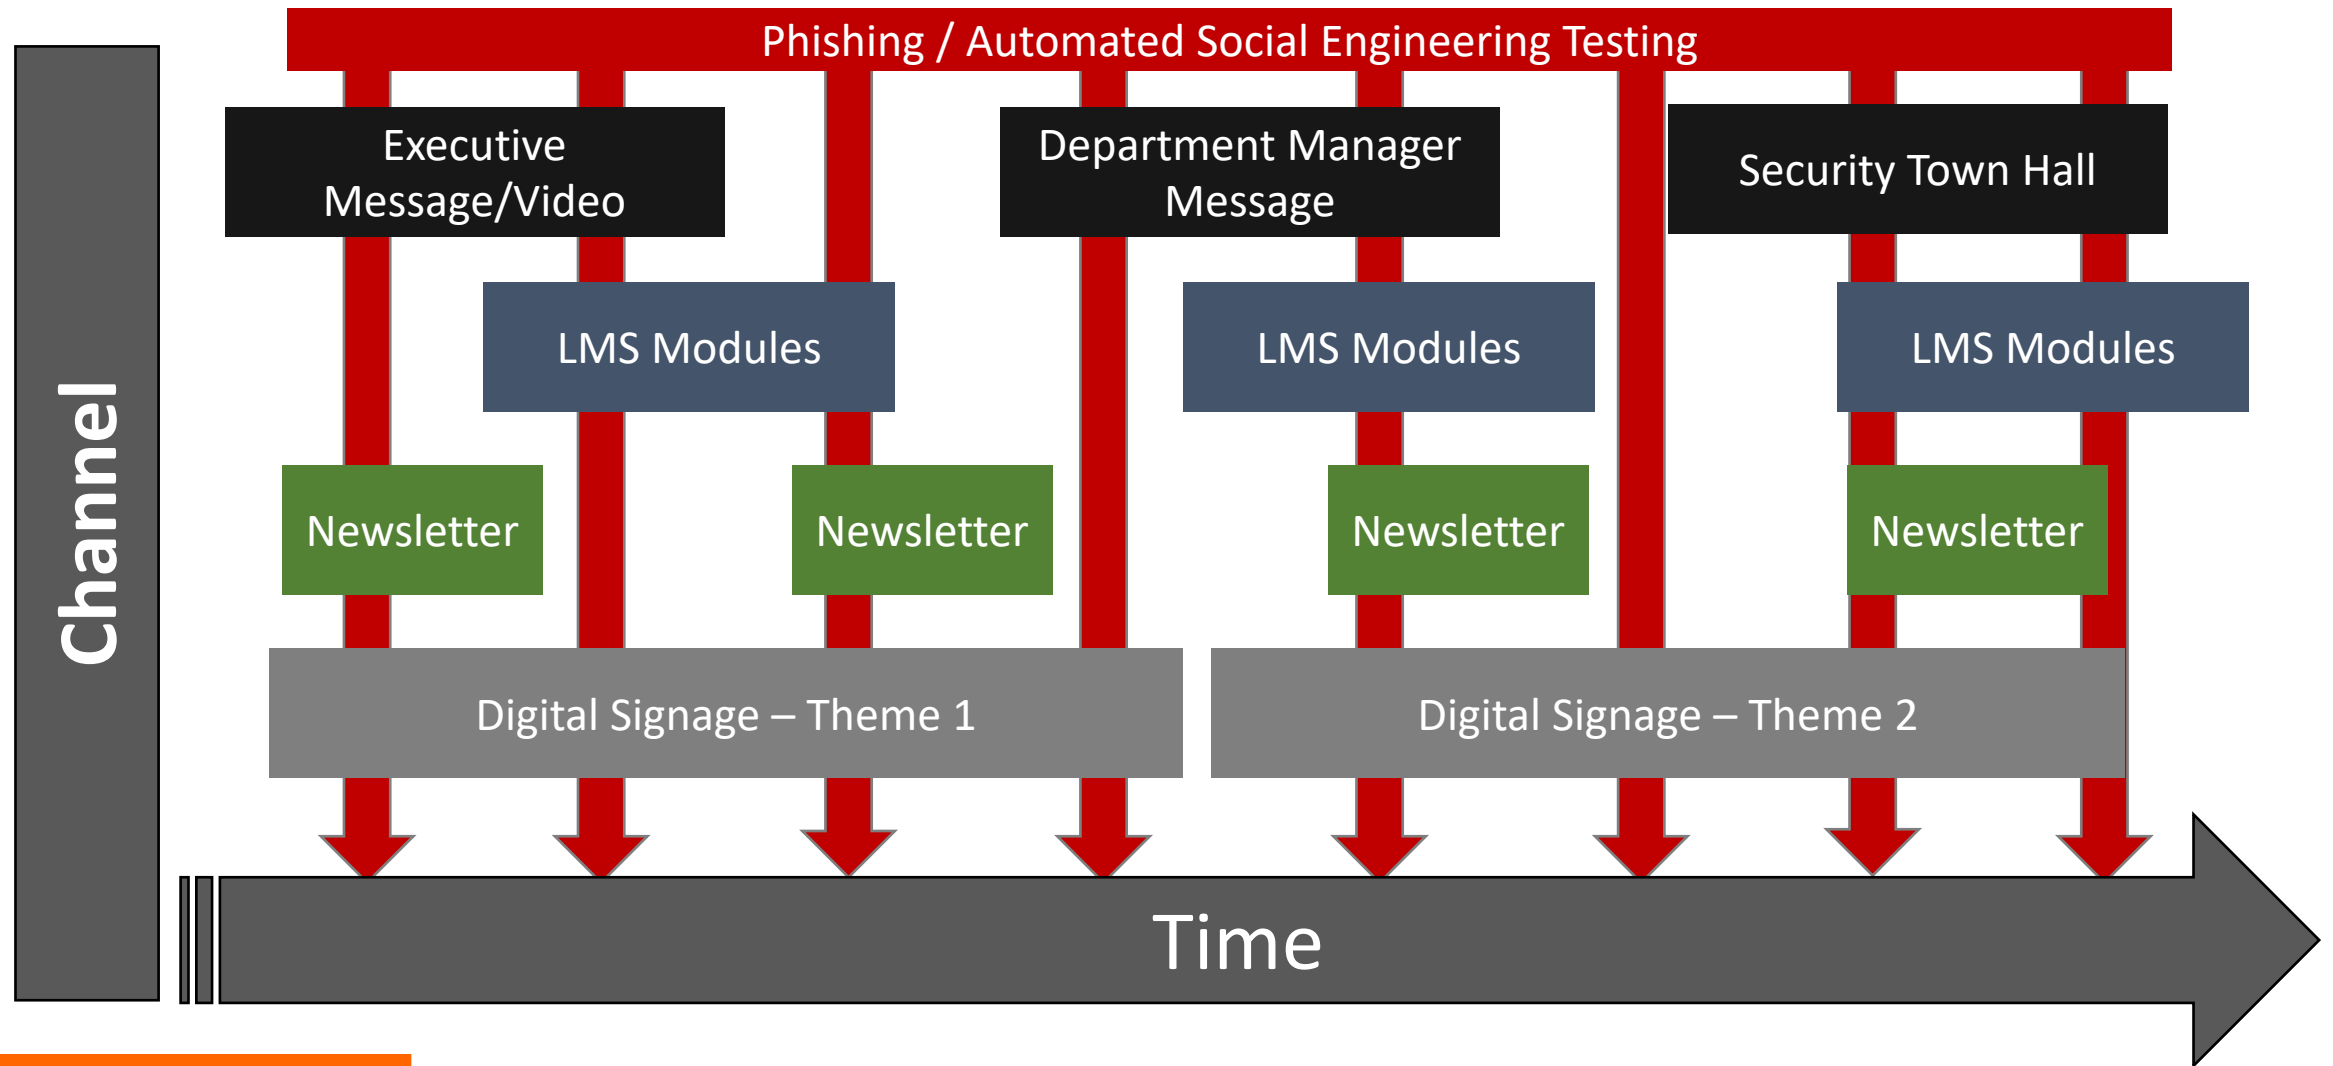 Phishing / Automated Social Engineering Testing
Executive
Message/Video
Department Manager
Message
Security Town Hall
LMS Modules
LMS Modules
LMS Modules
Channel
Newsletter
Newsletter
Newsletter
Newsletter
Digital Signage – Theme 1
Digital Signage – Theme 2
Time